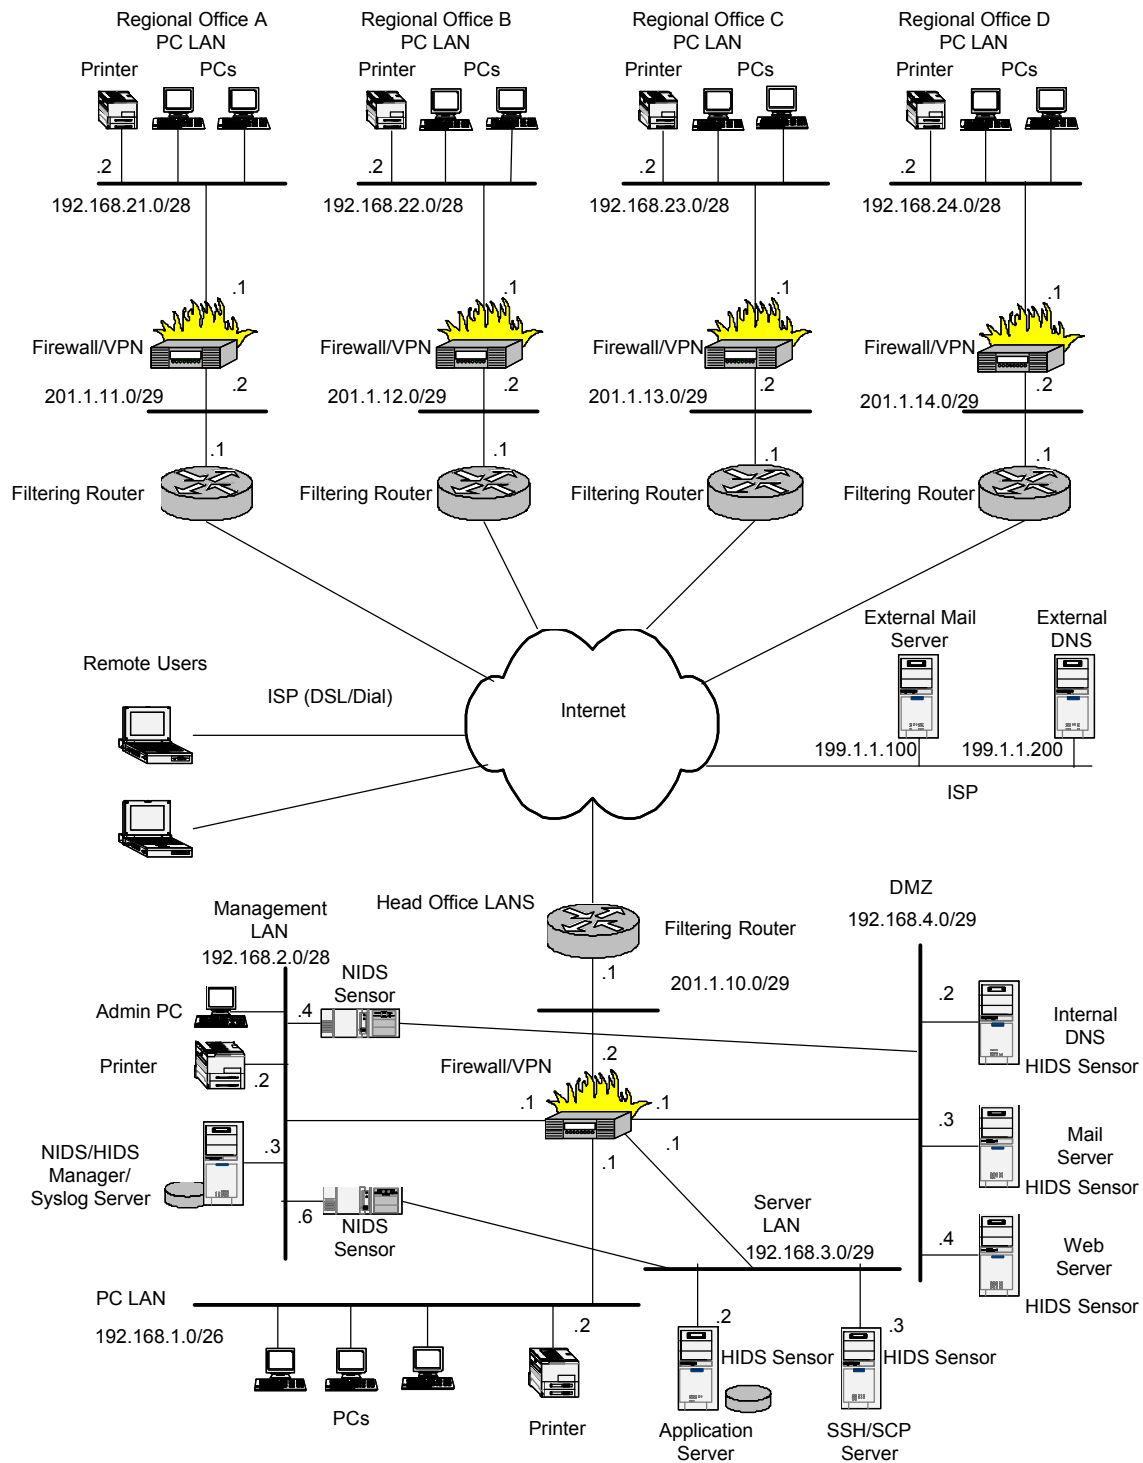 Regional Office A
PC LAN
Regional Office B
PC LAN
Regional Office C
PC LAN
Regional Office D
PC LAN
Printer
PCs
Printer
PCs
Printer
PCs
Printer
PCs
.2
.2
.2
.2
192.168.21.0/28
192.168.22.0/28
192.168.23.0/28
192.168.24.0/28
.1
.1
.1
.1
Firewall/VPN
Firewall/VPN
Firewall/VPN
Firewall/VPN
.2
.2
.2
.2
201.1.11.0/29
201.1.12.0/29
201.1.13.0/29
201.1.14.0/29
.1
.1
.1
.1
Filtering Router
Filtering Router
Filtering Router
Filtering Router
External Mail
Server
External
DNS
Remote Users
ISP (DSL/Dial)
Internet
199.1.1.100
199.1.1.200
ISP
Head Office LANS
DMZ
192.168.4.0/29
Management
LAN
192.168.2.0/28
Filtering Router
.1
201.1.10.0/29
NIDS
Sensor
Admin PC
.4
.2
Internal
DNS
HIDS Sensor
Printer
.2
Firewall/VPN
.2
.1
.1
.1
.1
.3
Mail
Server
HIDS Sensor
NIDS/HIDS
Manager/
Syslog Server
.3
.6
NIDS
Sensor
Server
LAN
192.168.3.0/29
.4
Web
Server
HIDS Sensor
PC LAN
192.168.1.0/26
.2
PCs
Printer
.2
HIDS Sensor
.3
HIDS Sensor
Application
Server
SSH/SCP
Server